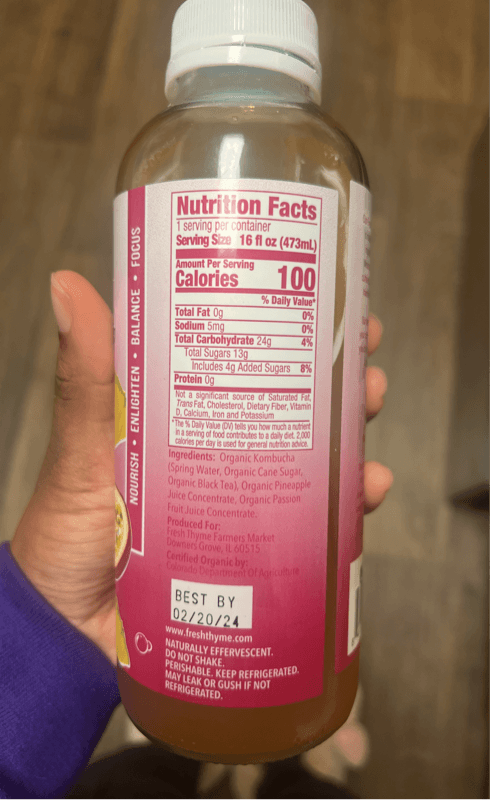 NOURISH • ENLIGHTEN • BALANCE • FOCUS
Nutrition Facts
1 serving per container
Serving Size 16 fl oz (473mL)
Amount Per Serving
Calories 100
% Daily Value*
Total Fat 0g 0%
Sodium 5mg 0%
Total Carbohydrate 24g 4%
Total Sugars 13g
Includes 4g Added Sugars 8%
Protein 0g
Not a significant source of Saturated Fat,
Trans Fat, Cholesterol, Dietary Fiber, Vitamin
D, Calcium, Iron and Potassium
*The % Daily Value (DV) tells you how much a nutrient
in a serving of food contributes to a daily diet. 2,000
calories per day is used for general nutrition advice.
Ingredients: Organic Kombucha
(Spring Water, Organic Cane Sugar,
Organic Black Tea), Organic Pineapple
Juice Concentrate, Organic Passion
Fruit Juice Concentrate.
Produced For:
Fresh Thyme Farmers Market
Downers Grove, IL 60515
Certified Organic by:
Colorado Department Of Agriculture
BEST BY
02/20/24
www.freshthyme.com
NATURALLY EFFERVESCENT.
DO NOT SHAKE.
PERISHABLE. KEEP REFRIGERATED.
MAY LEAK OR GUSH IF NOT
REFRIGERATED.